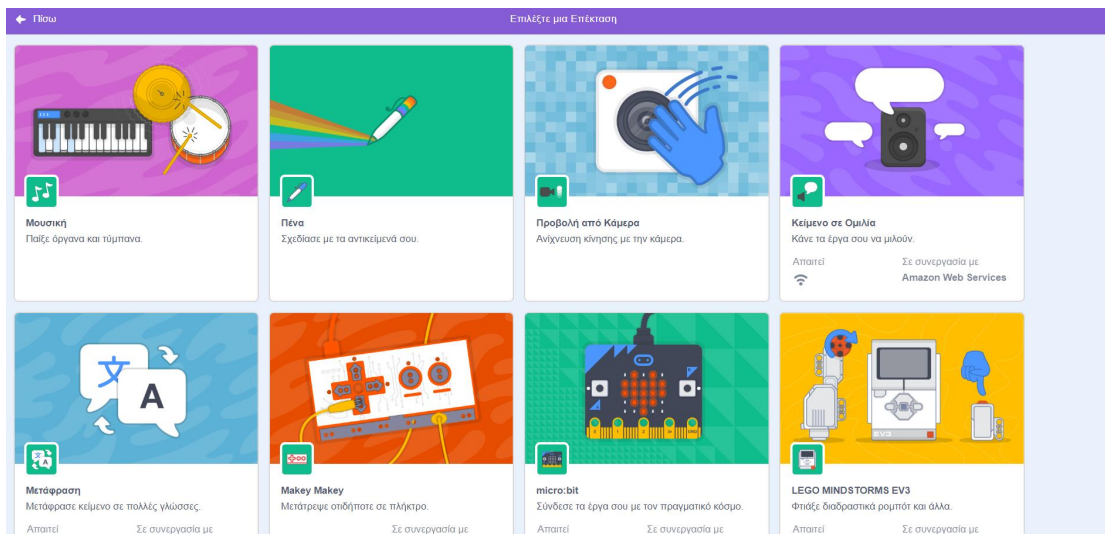 Πίσω
Επιλέξτε μια Επέκταση
Μουσική
Παίξε όργανα και τύμπανα.
Πένα
Σχεδίασε με τα αντικείμενά σου.
Προβολή από Κάμερα
Ανίχνευση κίνησης με την κάμερα.
Κείμενο σε Ομιλία
Κάνε τα έργα σου να μιλούν.
Απαιτεί
Σε συνεργασία με
Amazon Web Services
文 A
Μετάφραση
Μετάφρασε κείμενο σε πολλές γλώσσες.
Απαιτεί
Σε συνεργασία με
Makey Makey
Μετάτρεψε οτιδήποτε σε πλήκτρο.
Σε συνεργασία με
micro:bit
Σύνδεσε τα έργα σου με τον πραγματικό κόσμο.
Απαιτεί
Σε συνεργασία με
EV3
LEGO MINDSTORMS EV3
Φτιάξε διαδραστικά ρομπότ και άλλα.
Απαιτεί
Σε συνεργασία με